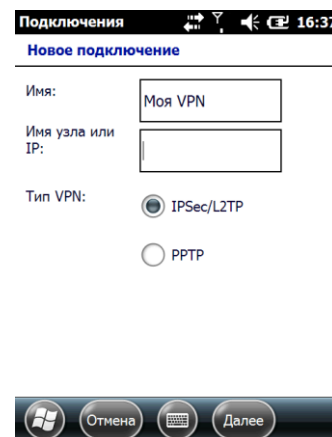 Подключения 16:37
Новое подключение
Имя:
Моя VPN
Имя узла или
IP:
Тип VPN:
IPSec/L2TP
PPTP
Отмена Далее